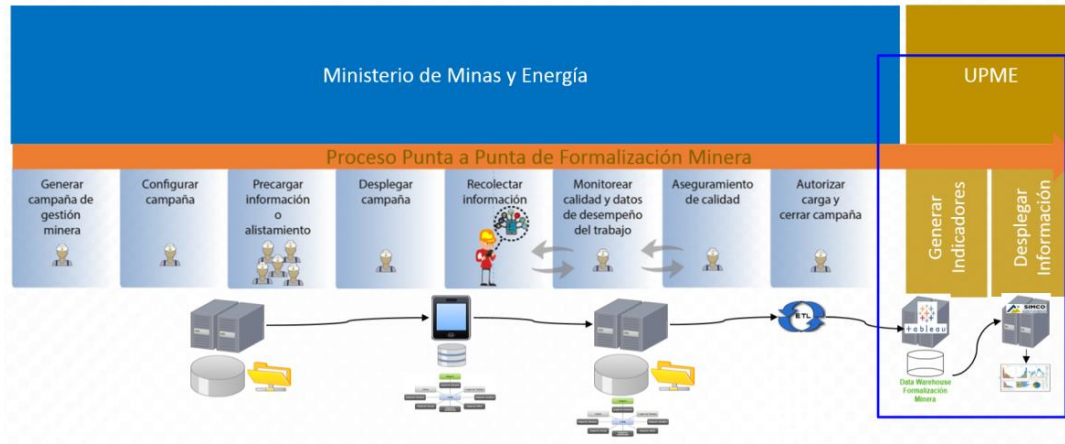 Ministerio de Minas y Energía
UPME
Proceso Punta a Punta de Formalización Minera
Generar
campaña de
gestión
minera
Configurar
campaña
Precargar
información
o
alistamiento
Desplegar
campaña
Recolectar
información
Monitorear
calidad y datos
de desempeño
del trabajo
Aseguramiento
de calidad
Autorizar
carga y
cerrar campaña
Generar
Indicadores
Desplegar
Información
ETL
tableau
SIMCO
Data Warehouse
Formalización
Minera